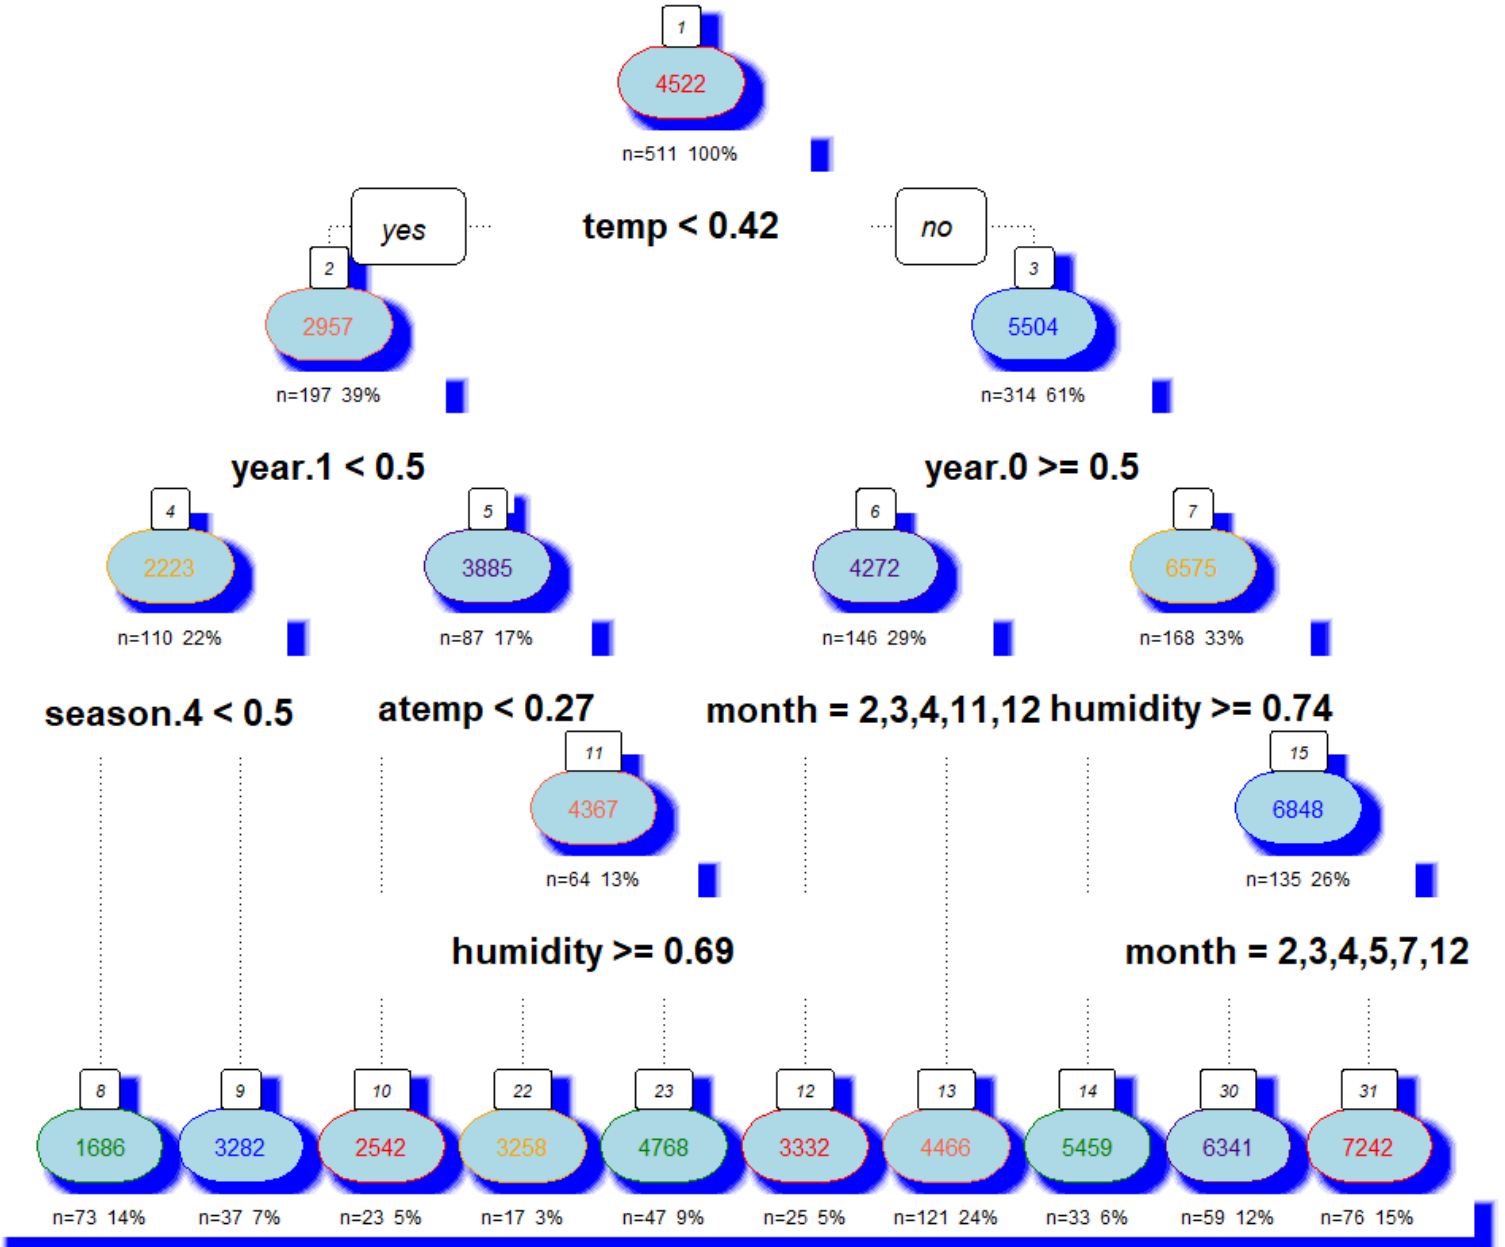 1
4522
n=511 100%
yes
temp < 0.42
no
2
3
2957
5504
n=197 39%
n=314 61%
year.1 < 0.5
year.0 >= 0.5
4
5
6
7
2223
3885
4272
6575
n=110 22%
n=87 17%
n=146 29%
n=168 33%
season.4 < 0.5
atemp < 0.27
month = 2,3,4,11,12
humidity >= 0.74
11
15
4367
6848
n=64 13%
n=135 26%
humidity >= 0.69
month = 2,3,4,5,7,12
8
9
10
22
23
12
13
14
30
31
1686
3282
2542
3258
4768
3332
4466
5459
6341
7242
n=73 14%
n=37 7%
n=23 5%
n=17 3%
n=47 9%
n=25 5%
n=121 24%
n=33 6%
n=59 12%
n=76 15%